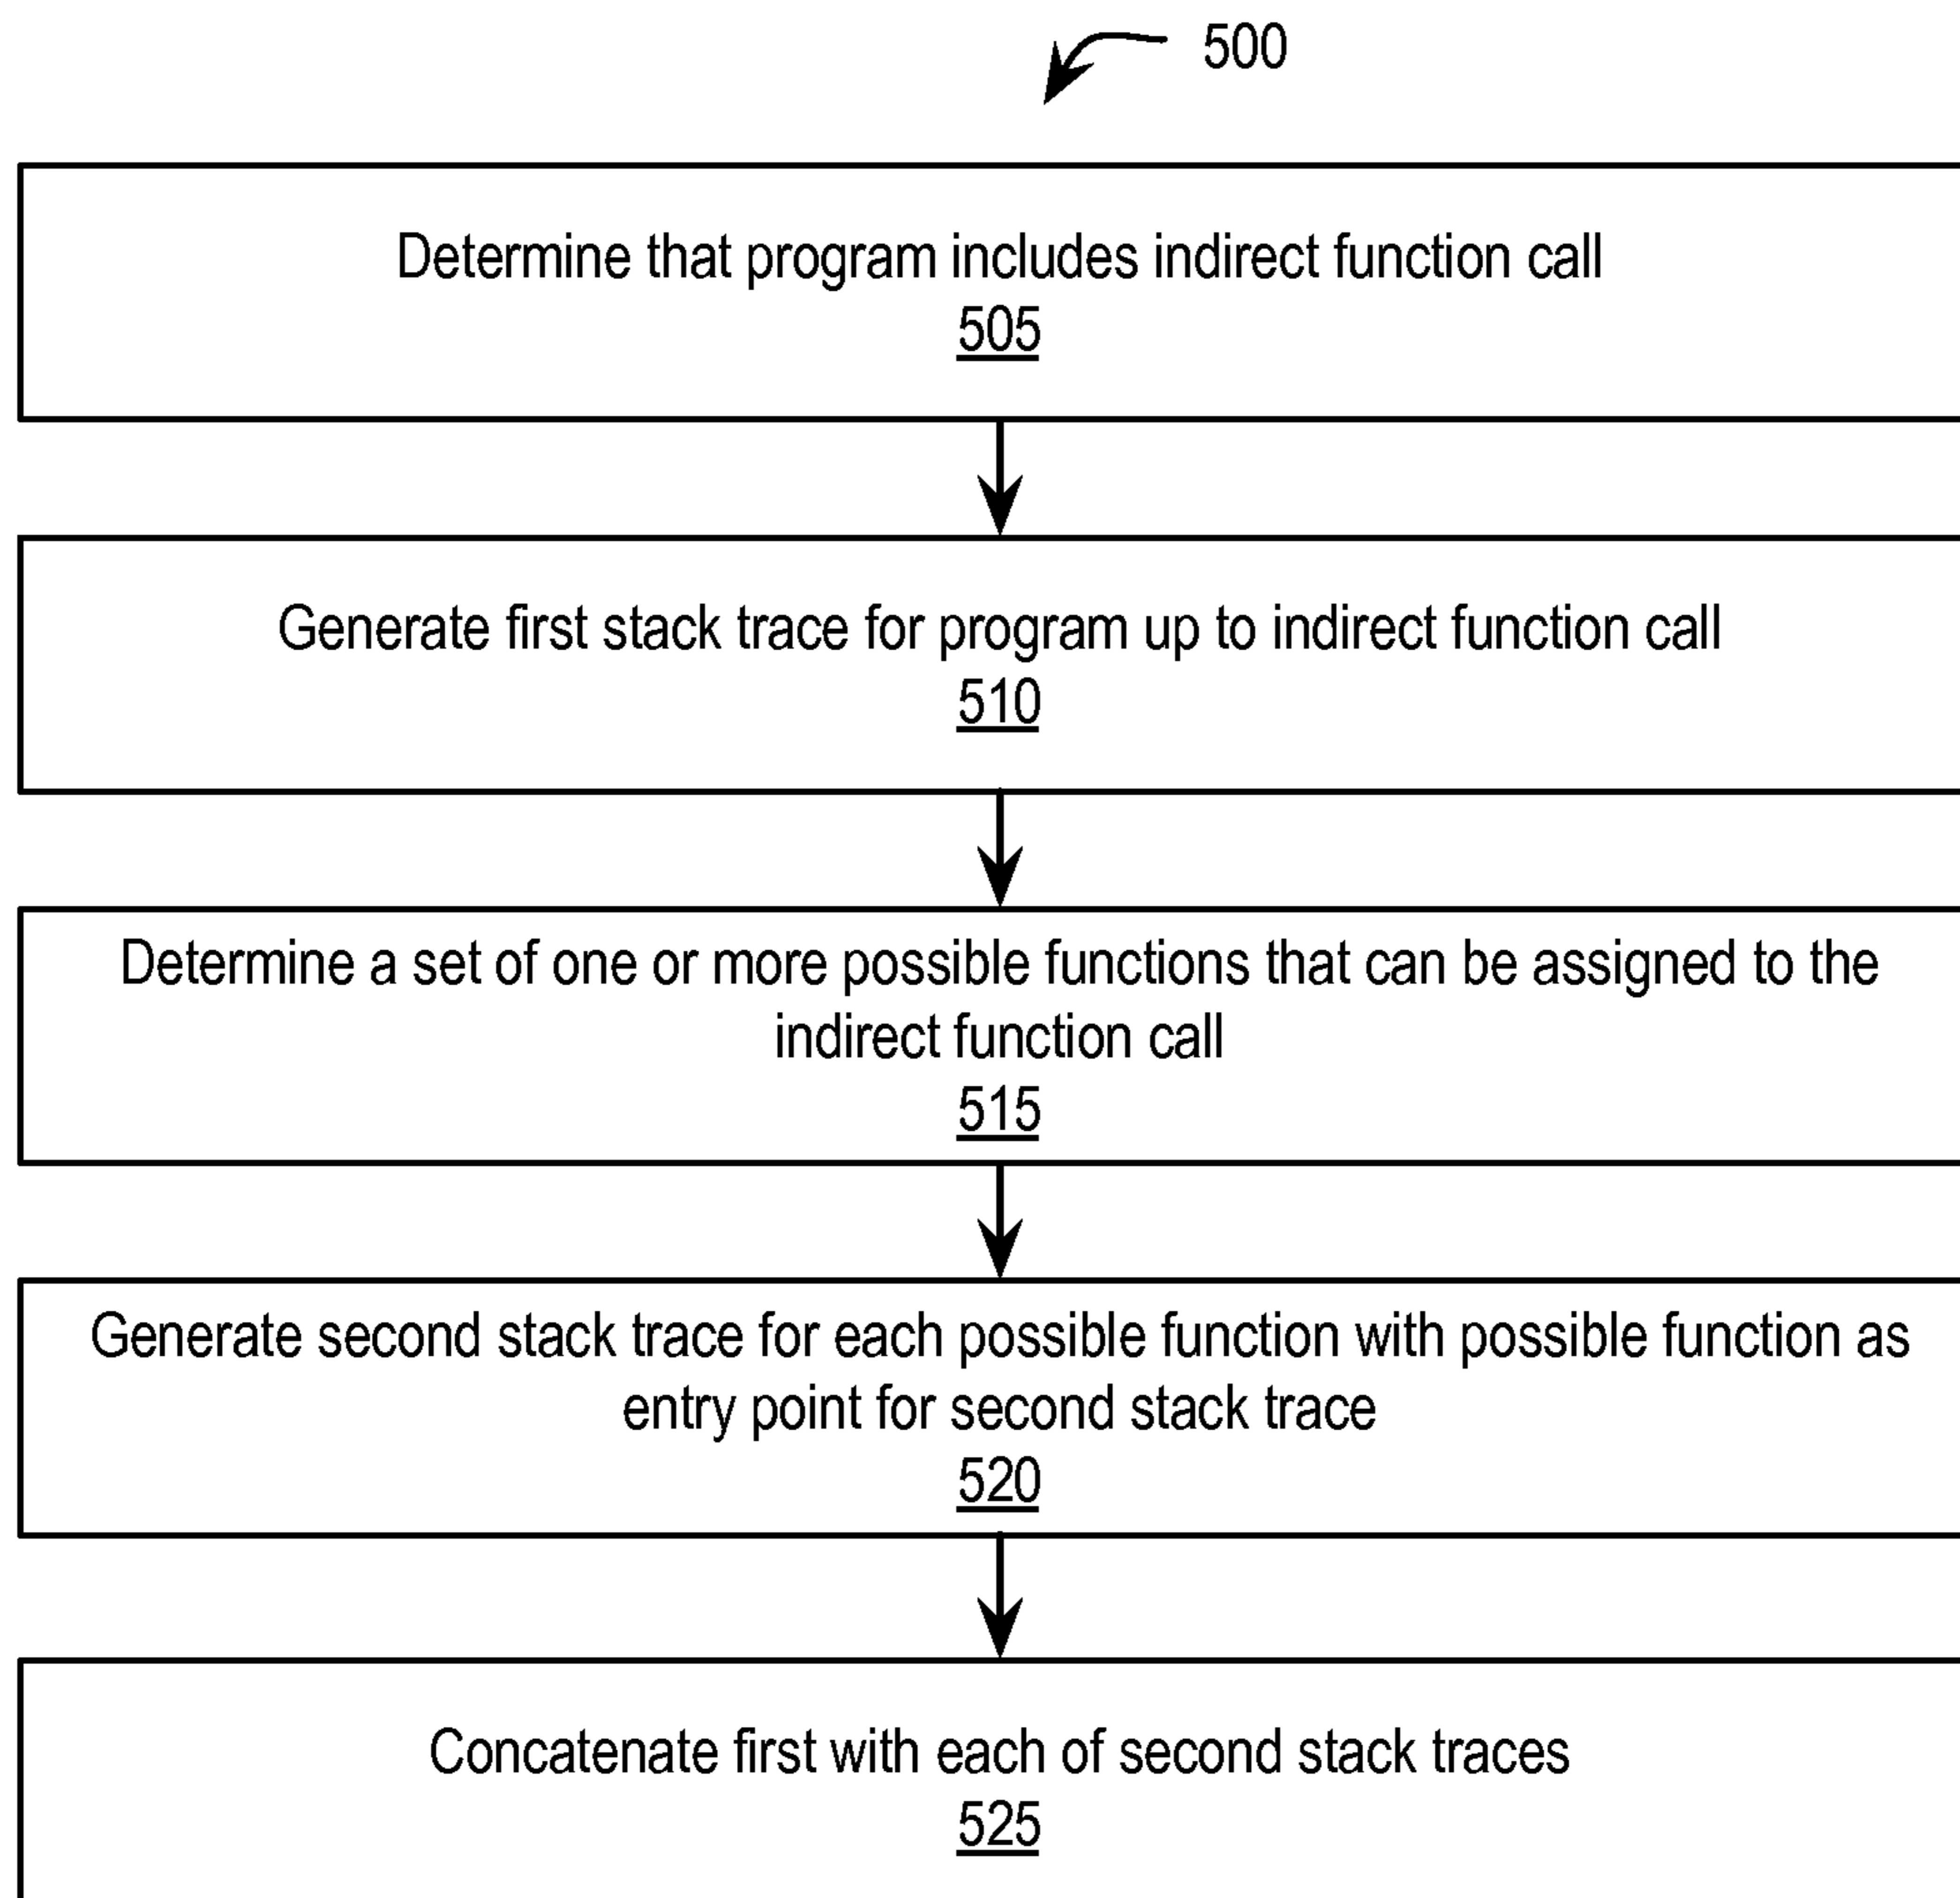 500
Determine that program includes indirect function call
505
Generate first stack trace for program up to indirect function call
510
Determine a set of one or more possible functions that can be assigned to the
indirect function call
515
Generate second stack trace for each possible function with possible function as
entry point for second stack trace
520
Concatenate first with each of second stack traces
525